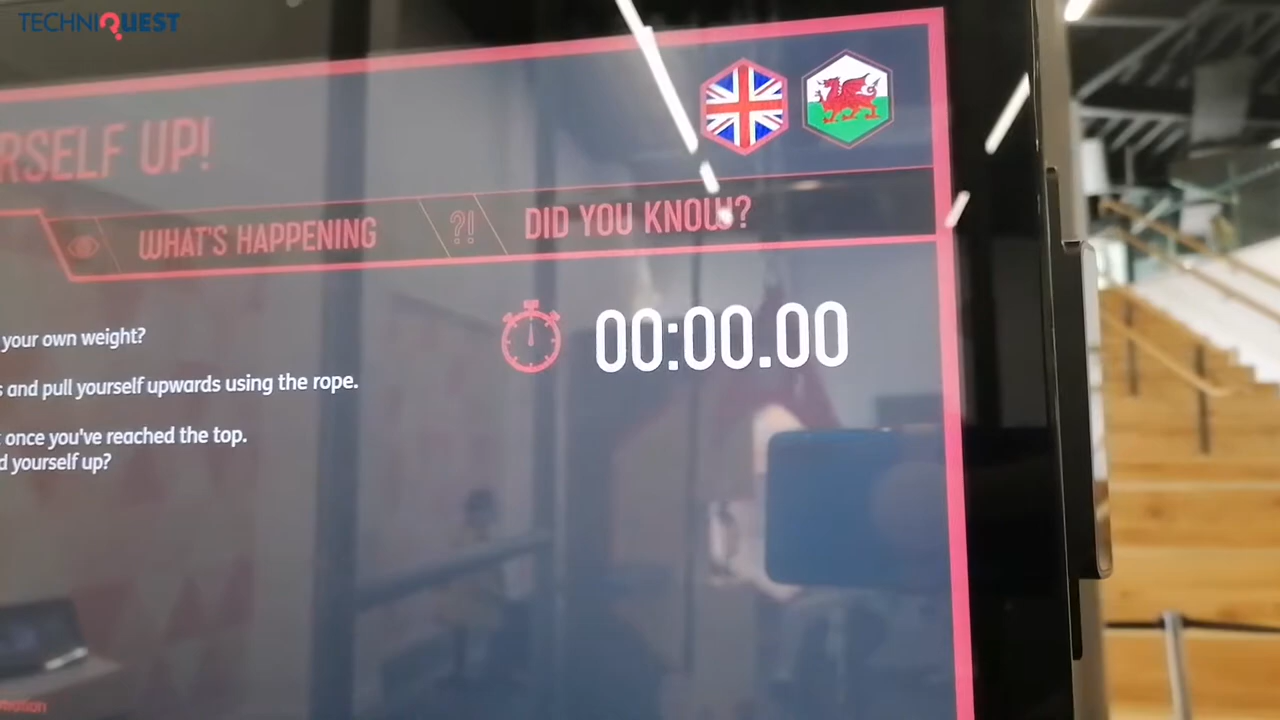 TECHNIQUEST
RSELF UP!
WHAT'S HAPPENING ?! DID YOU KNOW?
00:00.00
your own weight?
s and pull yourself upwards using the rope.
once you've reached the top.
d yourself up?